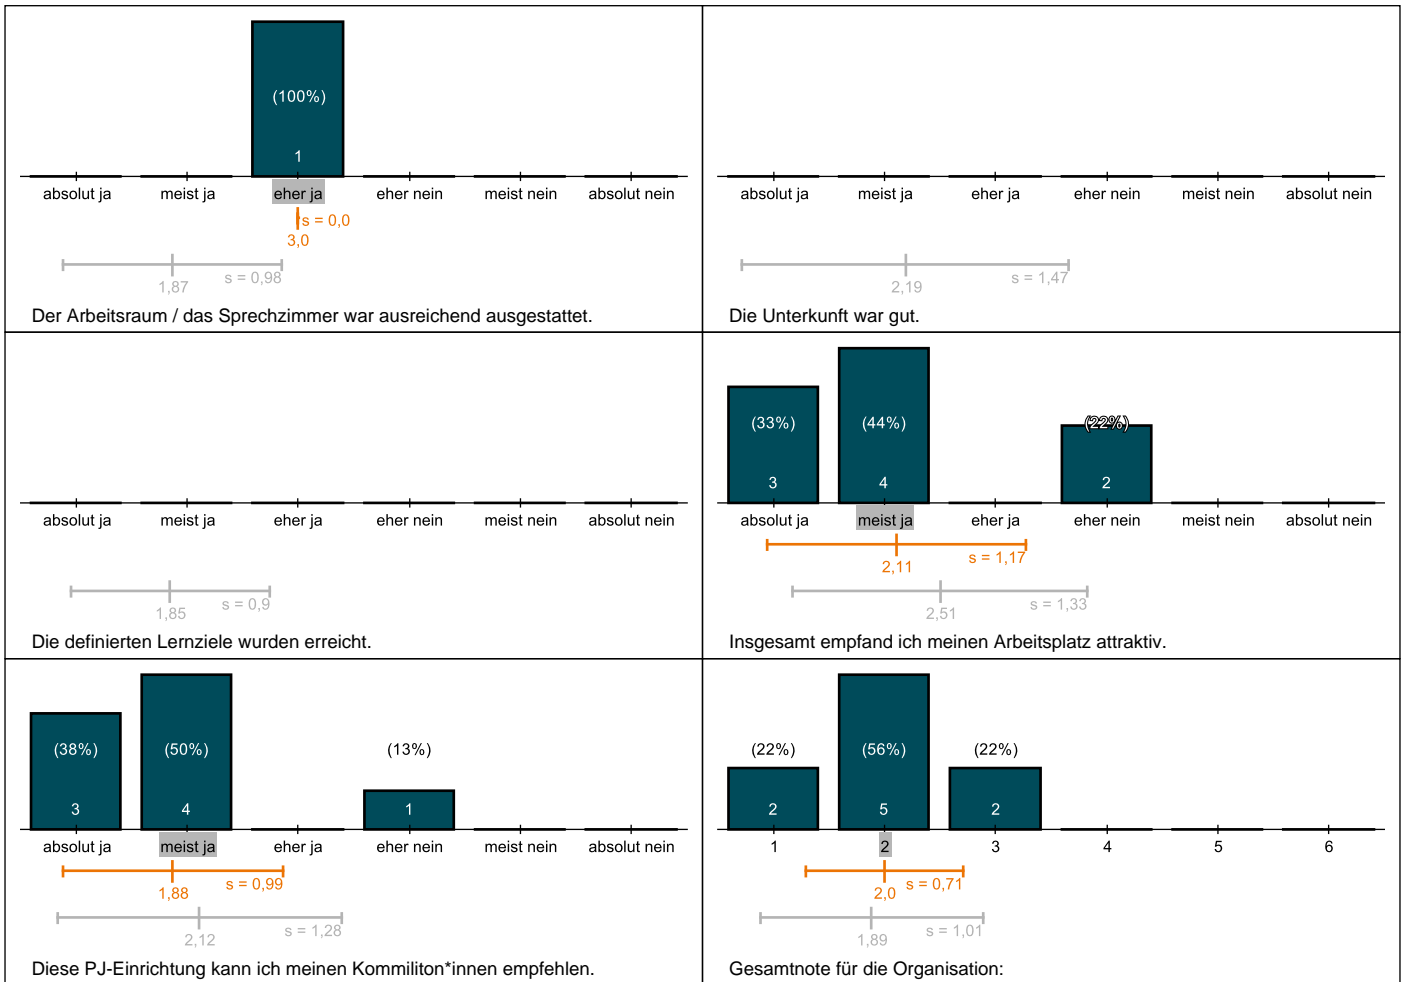 (100%)
1
absolut ja meist ja eher ja eher nein meist nein absolut nein
s = 0,0
3,0
s = 0,98
1,87
Der Arbeitsraum / das Sprechzimmer war ausreichend ausgestattet.
absolut ja meist ja eher ja eher nein meist nein absolut nein
s = 1,47
2,19
Die Unterkunft war gut.
absolut ja meist ja eher ja eher nein meist nein absolut nein
s = 0,9
1,85
Die definierten Lernziele wurden erreicht.
(33%) (44%) (22%)
3 4 2
absolut ja meist ja eher ja eher nein meist nein absolut nein
s = 1,17
2,11
s = 1,33
2,51
Insgesamt empfand ich meinen Arbeitsplatz attraktiv.
(38%) (50%) (13%)
3 4 1
absolut ja meist ja eher ja eher nein meist nein absolut nein
s = 0,99
1,88
s = 1,28
2,12
Diese PJ-Einrichtung kann ich meinen Kommiliton*innen empfehlen.
(22%) (56%) (22%)
2 5 2
1 2 3 4 5 6
s = 0,71
2,0
s = 1,01
1,89
Gesamtnote für die Organisation: